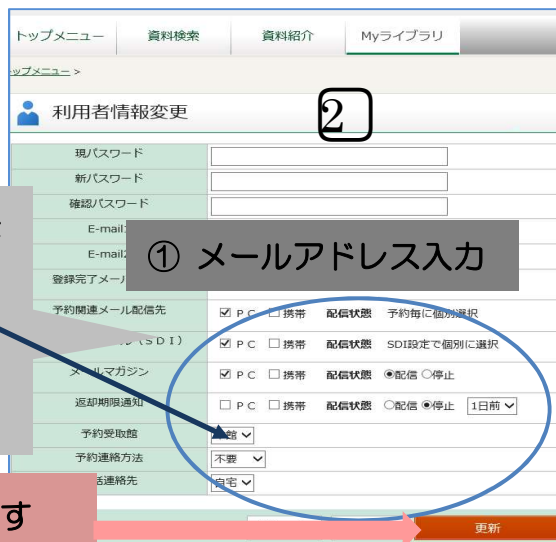 トップメニュー 資料検索 資料紹介 Myライブラリ
ップメニュー >
利用者情報変更
2
現パスワード
新パスワード
確認パスワード
E-mail
E-mail
① メールアドレス入力
登録完了メー
予約関連メール配信先 PC 携帯 配信状態 予約毎に個別選択
(SDI) PC 携帯 配信状態 SDI設定で個別に選択
メールマガジン PC 携帯 配信状態 配信 停止
返却期限通知 PC 携帯 配信状態 配信 停止 1日前
予約受取館 館
予約連絡方法 不要
連絡先 自宅
す
更新